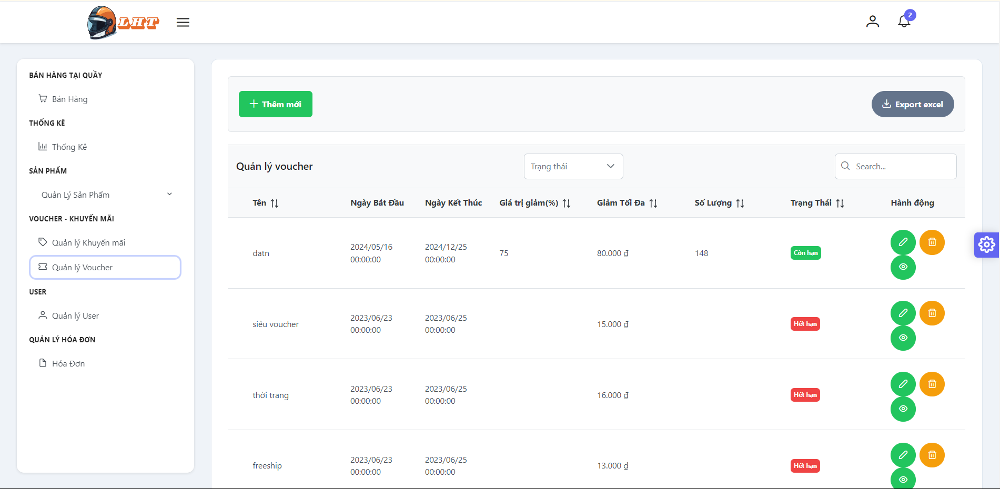 LHT
2
BÁN HÀNG TẠI QUẦY
Bán Hàng
THỐNG KÊ
Thống Kê
SẢN PHẨM
Quản Lý Sản Phẩm
VOUCHER - KHUYẾN MÃI
Quản lý Khuyến mãi
Quản lý Voucher
USER
Quản lý User
QUẢN LÝ HÓA ĐƠN
Hóa Đơn
Thêm mới
Export excel
Quản lý voucher
Trạng thái
Search...
Tên Ngày Bắt Đầu Ngày Kết Thúc Giá trị giảm(%) Giảm Tối Đa Số Lượng Trạng Thái Hành động
datn 2024/05/16 00:00:00 2024/12/25 00:00:00 75 80.000 ₫ 148 Còn hạn
siêu voucher 2023/06/23 00:00:00 2023/06/25 00:00:00 15.000 ₫ Hết hạn
thời trang 2023/06/23 00:00:00 2023/06/25 00:00:00 16.000 ₫ Hết hạn
freeship 2023/06/23 00:00:00 2023/06/25 00:00:00 13.000 ₫ Hết hạn